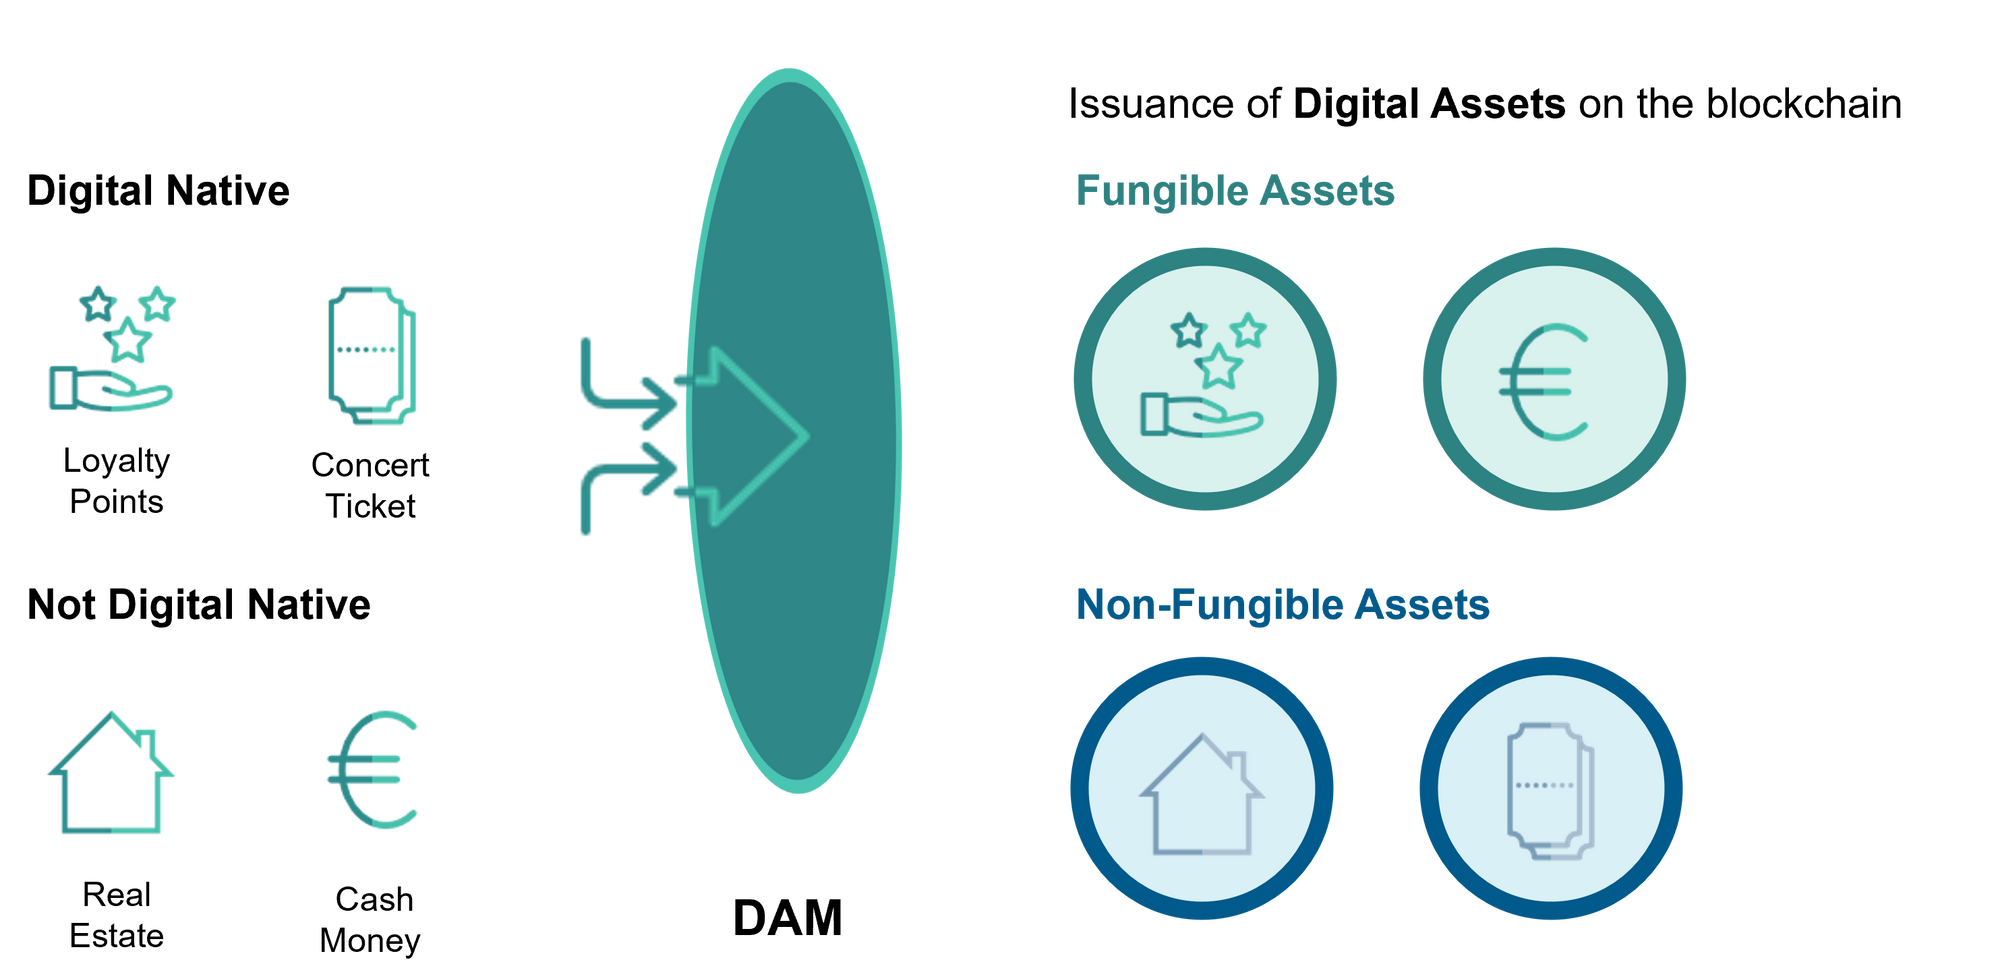 Issuance of Digital Assets on the blockchain
Digital Native
Loyalty
Points
Concert
Ticket
Not Digital Native
Real
Estate
Cash
Money
DAM
Fungible Assets
Non-Fungible Assets